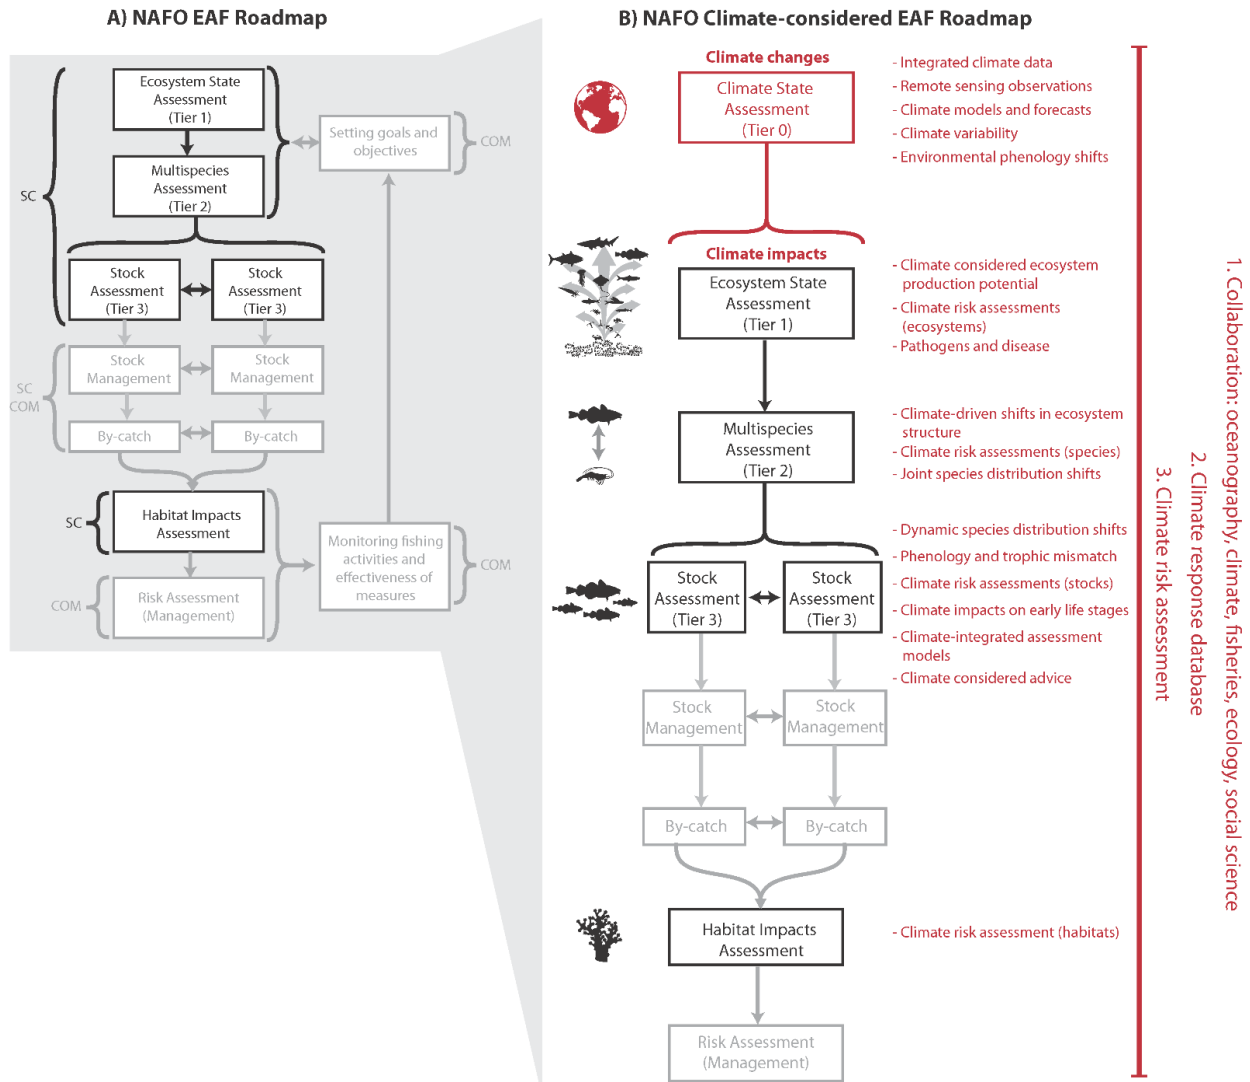 A) NAFO EAF Roadmap
Ecosystem State
Assessment
(Tier 1)
Setting goals and
objectives
COM
Multispecies
Assessment
(Tier 2)
SC
Stock
Assessment
(Tier 3)
Stock
Assessment
(Tier 3)
Stock
Management
Stock
Management
SC
COM
By-catch
By-catch
SC
Habitat Impacts
Assessment
Monitoring fishing
activities and
effectiveness of
measures
COM
COM
Risk Assessment
(Management)
B) NAFO Climate-considered EAF Roadmap
Climate changes
Climate State
Assessment
(Tier 0)
- Integrated climate data
- Remote sensing observations
- Climate models and forecasts
- Climate variability
- Environmental phenology shifts
Climate impacts
Ecosystem State
Assessment
(Tier 1)
- Climate considered ecosystem
production potential
- Climate risk assessments
(ecosystems)
- Pathogens and disease
Multispecies
Assessment
(Tier 2)
- Climate-driven shifts in ecosystem
structure
- Climate risk assessments (species)
- Joint species distribution shifts
Stock
Assessment
(Tier 3)
Stock
Assessment
(Tier 3)
- Dynamic species distribution shifts
- Phenology and trophic mismatch
- Climate risk assessments (stocks)
- Climate impacts on early life stages
- Climate-integrated assessment
models
- Climate considered advice
Stock
Management
Stock
Management
By-catch
By-catch
Habitat Impacts
Assessment
- Climate risk assessment (habitats)
Risk Assessment
(Management)
1. Collaboration: oceanography, climate, fisheries, ecology, social science
2. Climate response database
3. Climate risk assessment